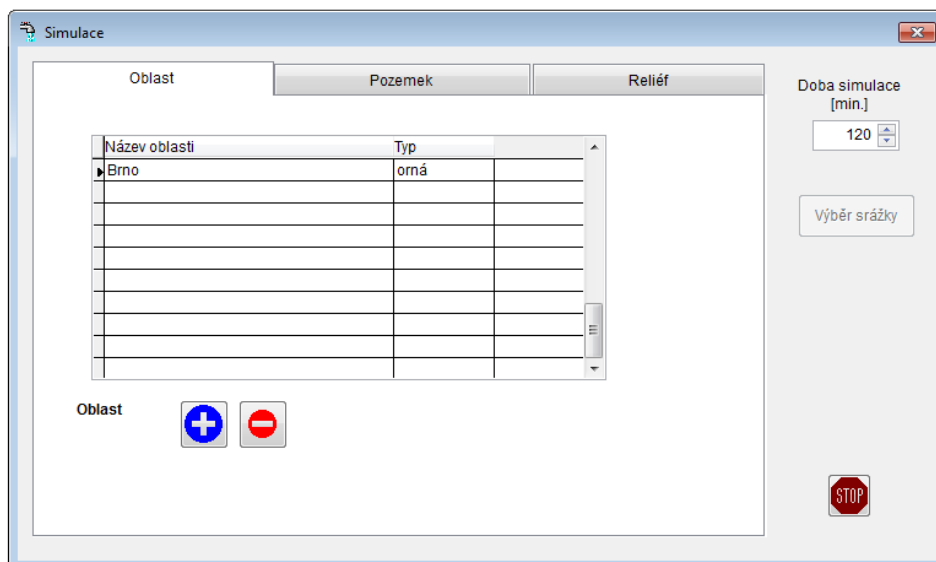 Simulace
Oblast Pozemek Reliéf
Doba simulace
[min.]
120
Název oblasti Typ
Brno orná
Výběr srážky
Oblast
STOP